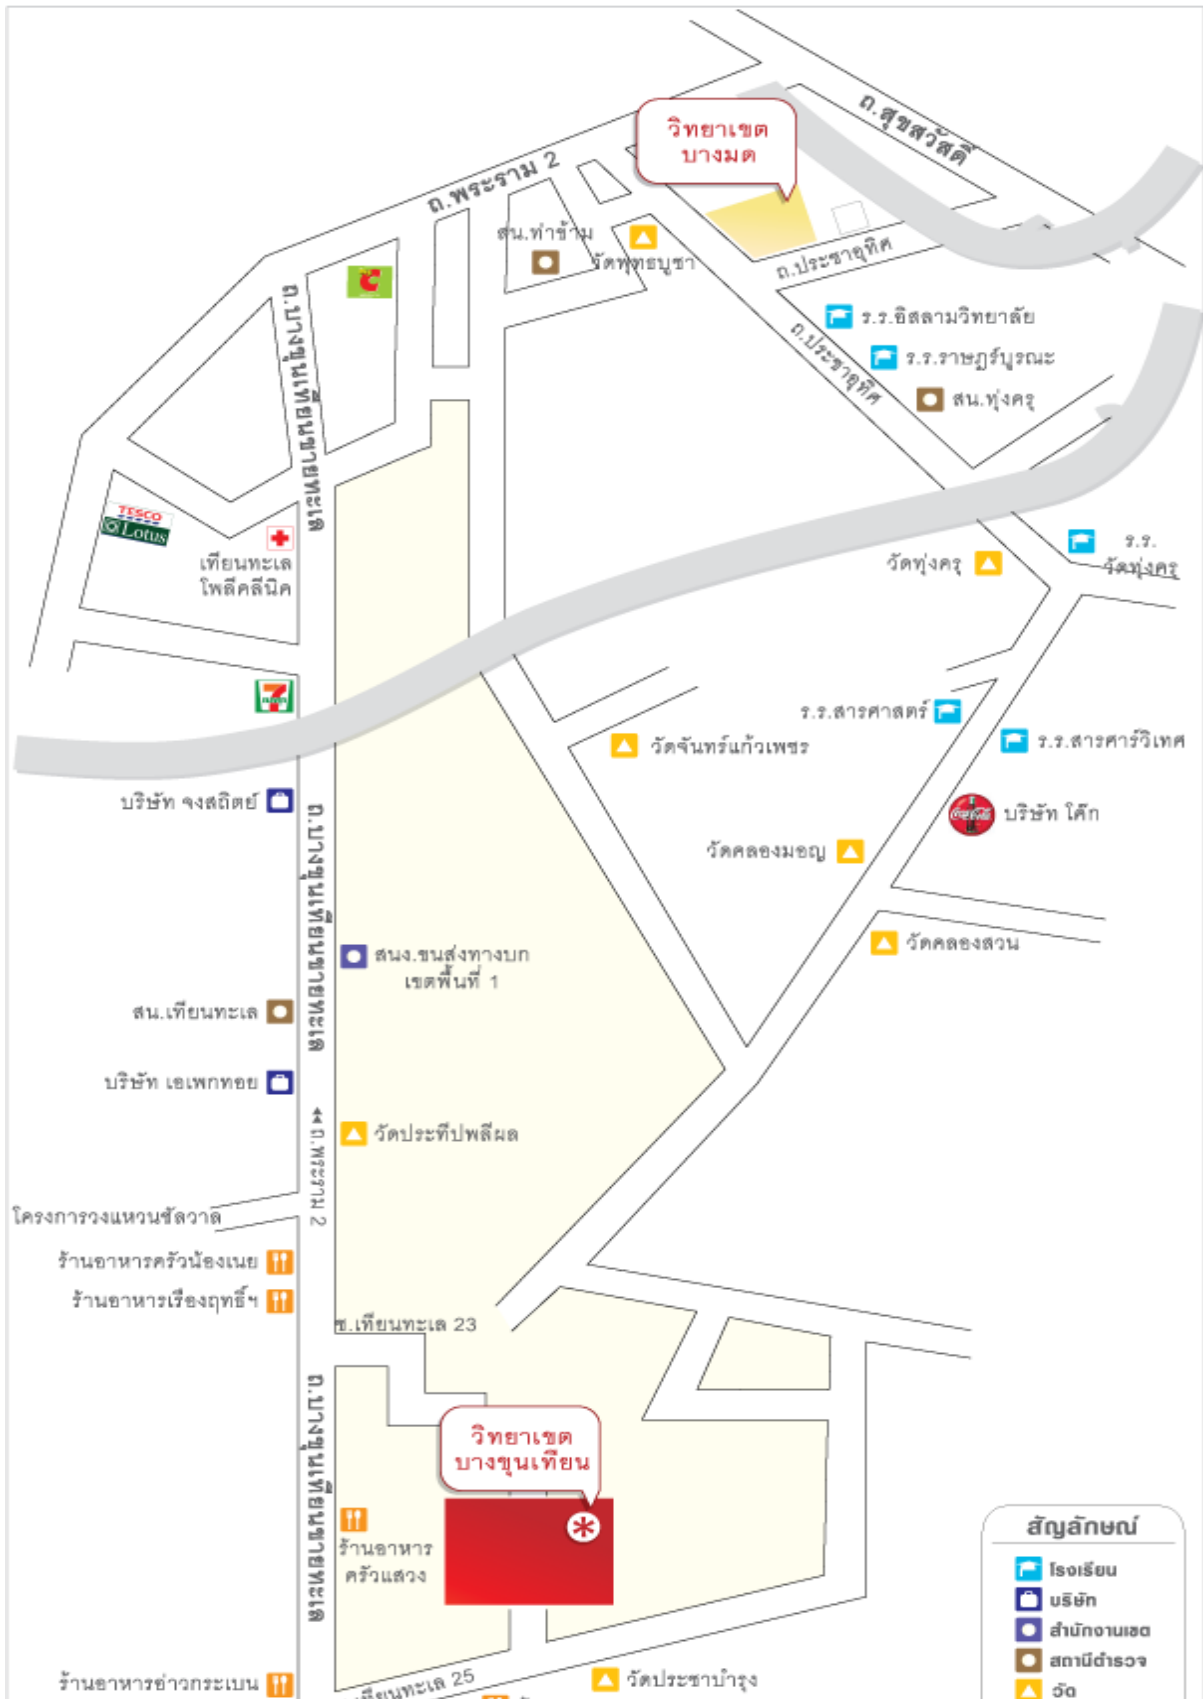 ถ.สุขสวัสดิ์
วิทยาเขต
บางมด
ถ.พระราม 2
สน.ท่าข้าม
วัดพุทธบูชา
ถ.ประชาอุทิศ
ถ.บางขุนเทียนชายทะเล
ร.ร.อิสลามวิทยาลัย
ถ.ประชาอุทิศ
ร.ร.ราษฎร์บูรณะ
สน.ทุ่งครุ
TESCO
Lotus
เทียนทะเล
โพลีคลีนิค
วัดทุ่งครุ
ร.ร.
วัดทุ่งครุ
7
ร.ร.สารศาสตร์
วัดจันทร์แก้วเพชร
ร.ร.สารศาร์วิเทศ
บริษัท จงสถิตย์
Coca-Cola
บริษัท โค๊ก
ถ.บางขุนเทียนชายทะเล
วัดคลองมอญ
วัดคลองสวน
สนง.ขนส่งทางบก
เขตพื้นที่ 1
สน.เทียนทะเล
บริษัท เอเพกทอย
ถ.พระราม 2
วัดประทีปพลีผล
โครงการวงแหวนชัลวาล
ร้านอาหารครัวน้องเนย
ร้านอาหารเรืองฤทธิ์ฯ
ซ.เทียนทะเล 23
ถ.บางขุนเทียนชายทะเล
วิทยาเขต
บางขุนเทียน
ร้านอาหาร
ครัวแสวง
สัญลักษณ์
โรงเรียน
บริษัท
สำนักงานเขต
สถานีตำรวจ
วัด
ร้านอาหารอ่าวกระเบน
เทียนทะเล 25
วัดประชาบำรุง